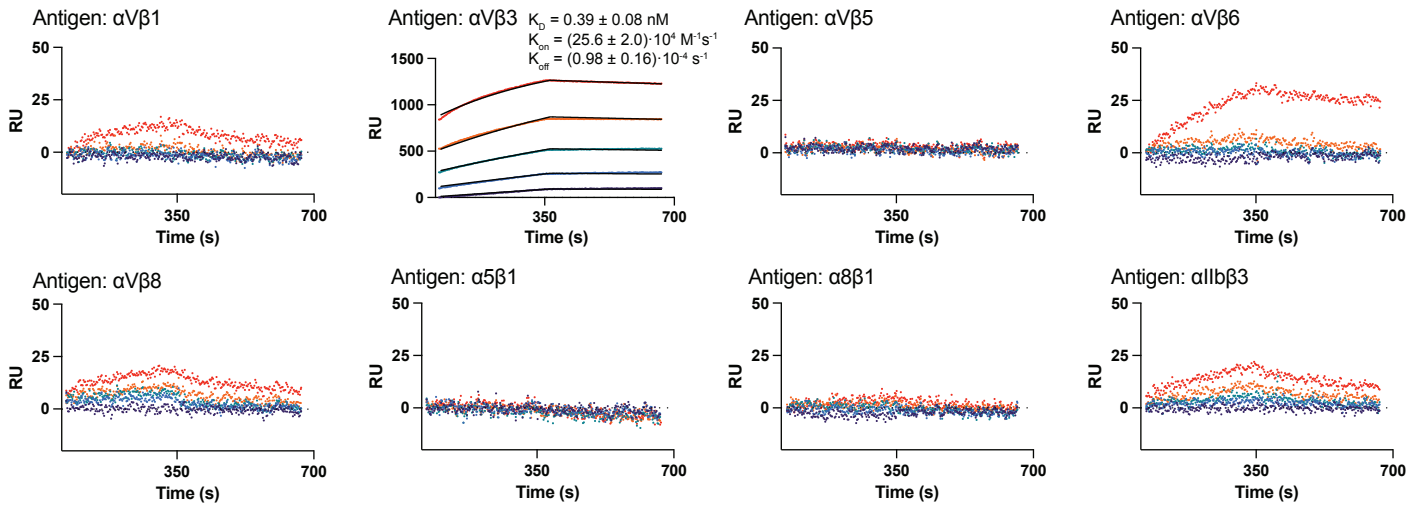 Antigen: αVβ1
50
25
0
RU
350
700
Time (s)
Antigen: αVβ3
K_D = 0.39 ± 0.08 nM
K_on = (25.6 ± 2.0)·10⁴ M⁻¹s⁻¹
K_off = (0.98 ± 0.16)·10⁻⁴ s⁻¹
1500
1000
500
0
RU
350
700
Time (s)
Antigen: αVβ5
50
25
0
RU
350
700
Time (s)
Antigen: αVβ6
50
25
0
RU
350
700
Time (s)
Antigen: αVβ8
50
25
0
RU
350
700
Time (s)
Antigen: α5β1
50
25
0
RU
350
700
Time (s)
Antigen: α8β1
50
25
0
RU
350
700
Time (s)
Antigen: αIIbβ3
50
25
0
RU
350
700
Time (s)